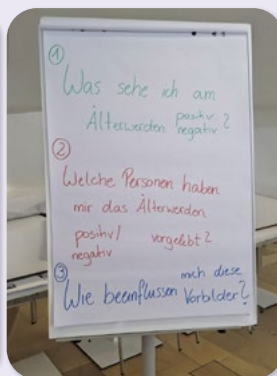 1
Was sehe ich am
Älterwerden positiv
negativ?
2
Welche Personen haben
mir das Älterwerden
positiv/ vorgelebt?
negativ
3
mich diese
Wie beeinflussen Vorbilder?